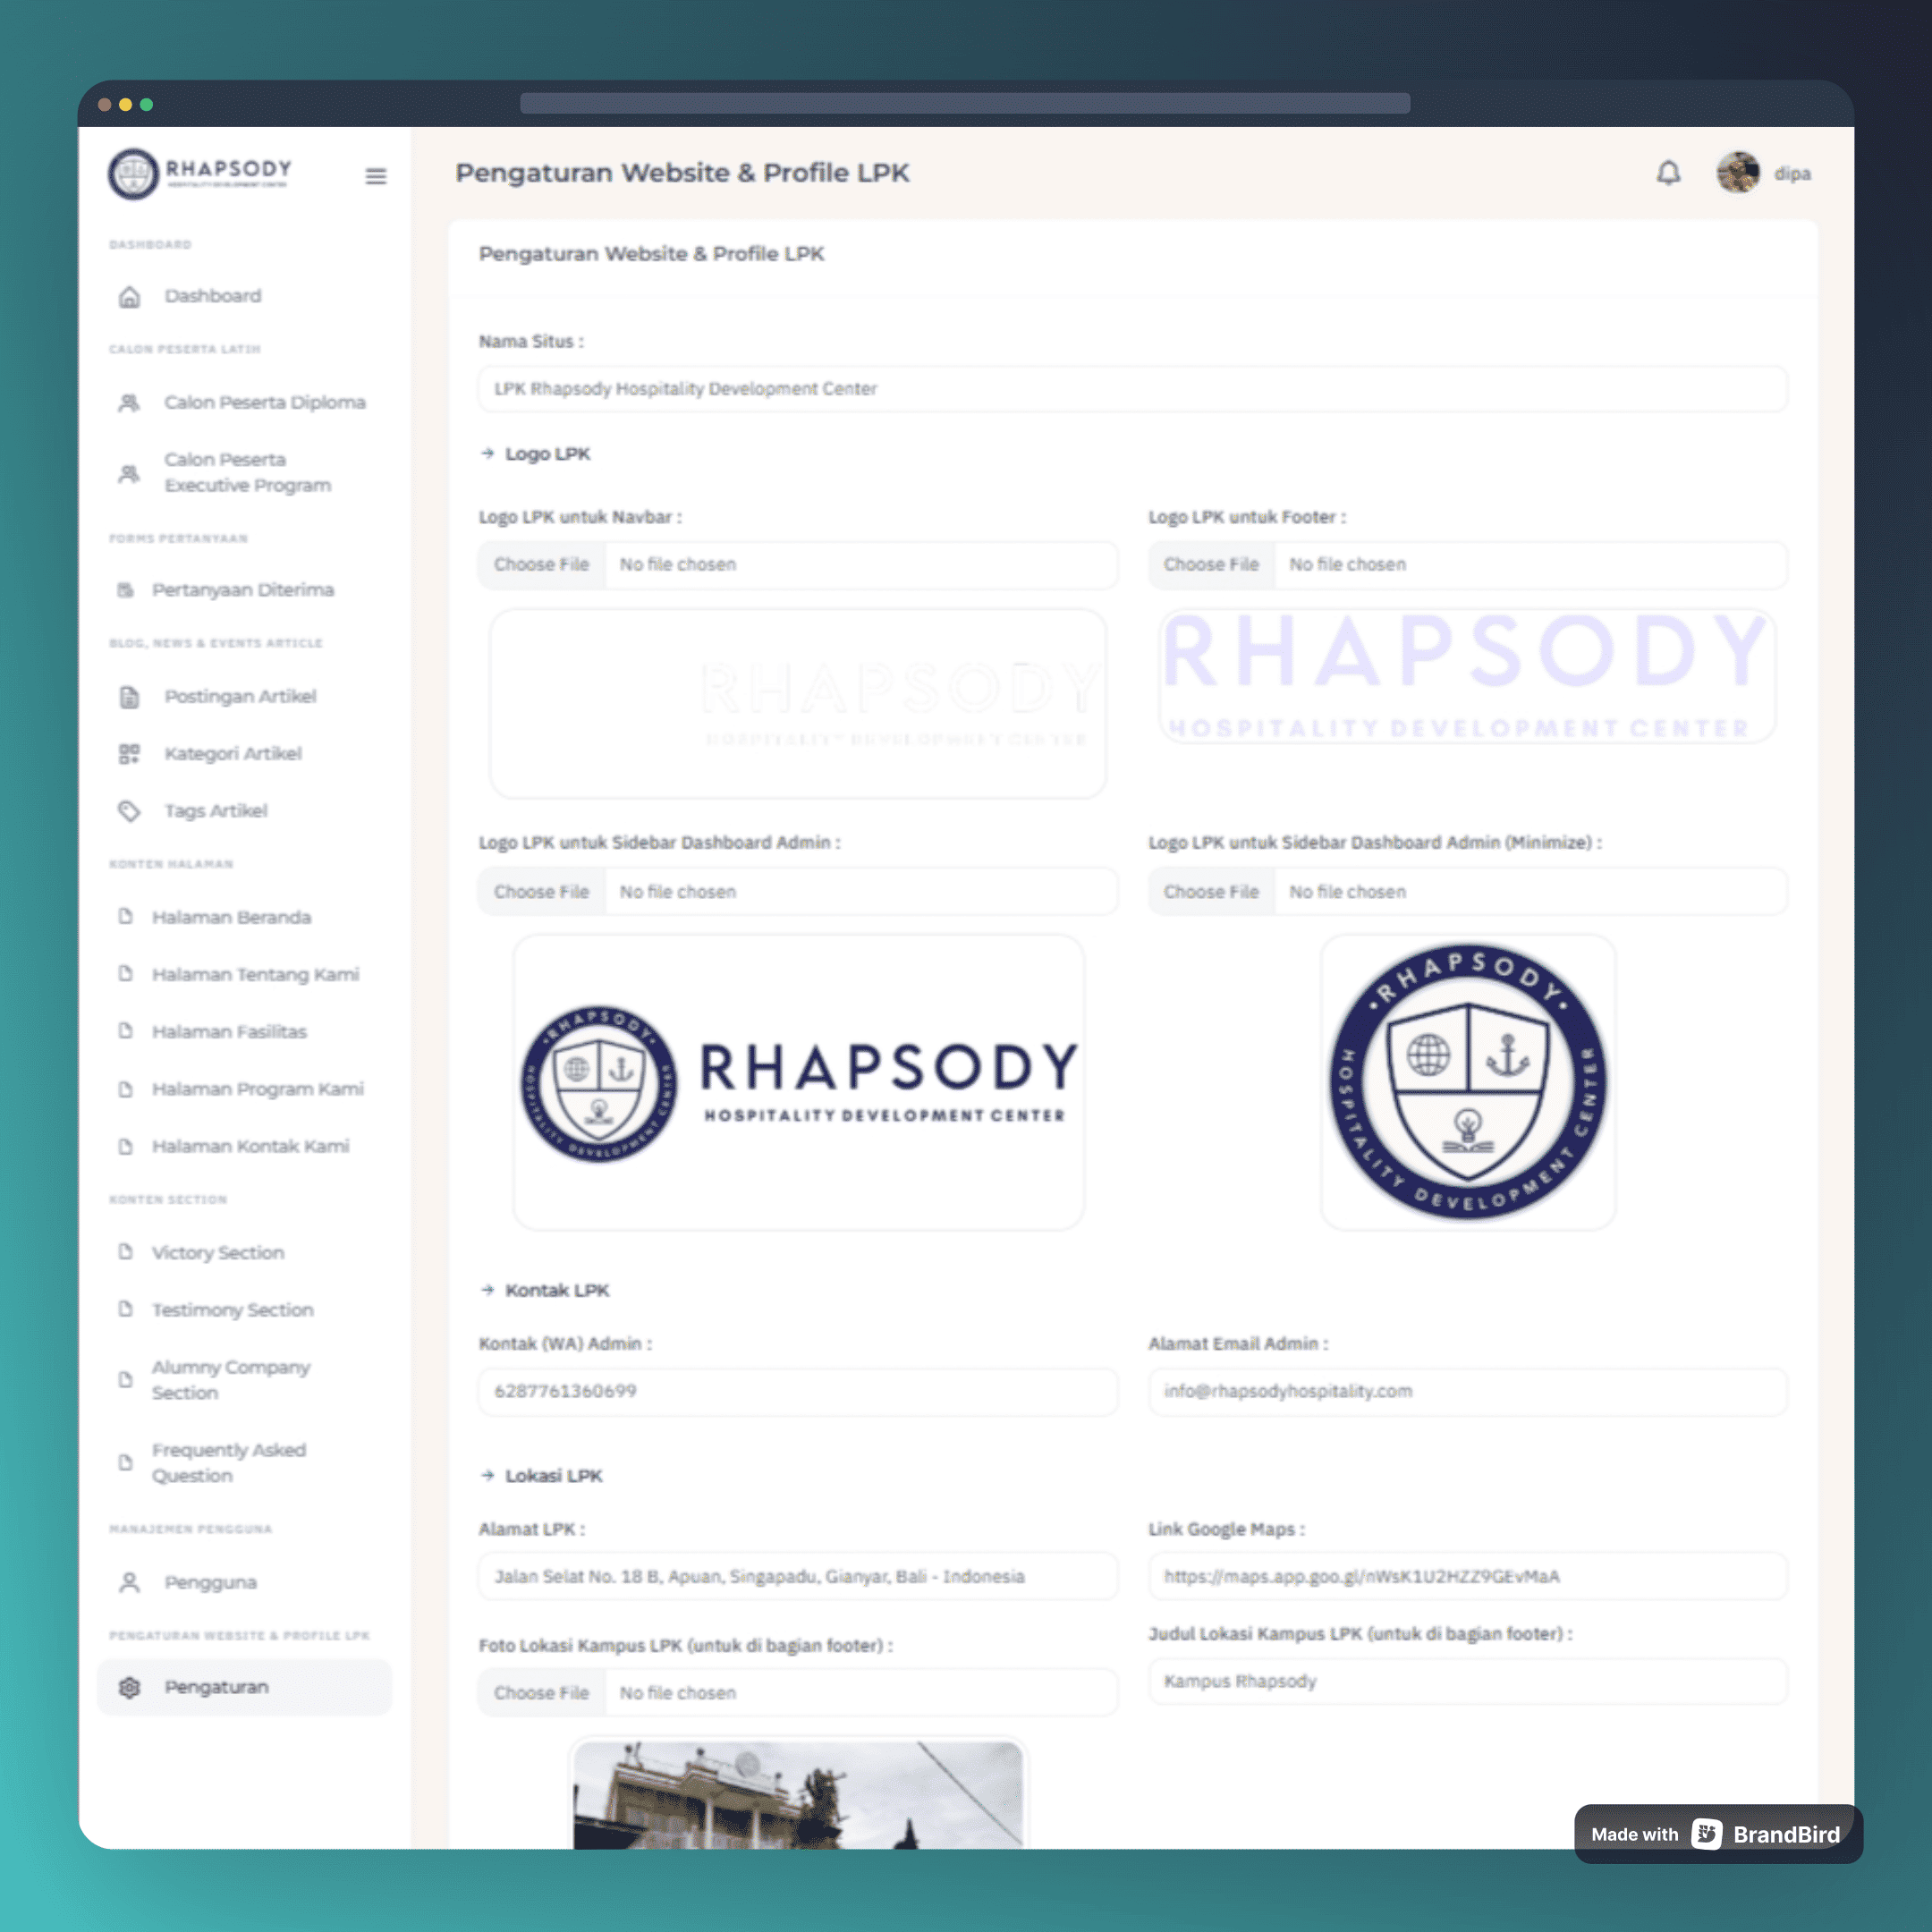 RHAPSODY
HOSPITALITY DEVELOPMENT CENTER
DASHBOARD
Dashboard
CALON PESERTA LATIH
Calon Peserta Diploma
Calon Peserta
Executive Program
FORMS PERTANYAAN
Pertanyaan Diterima
BLOG, NEWS & EVENTS ARTICLE
Postingan Artikel
Kategori Artikel
Tags Artikel
KONTEN HALAMAN
Halaman Beranda
Halaman Tentang Kami
Halaman Fasilitas
Halaman Program Kami
Halaman Kontak Kami
KONTEN SECTION
Victory Section
Testimony Section
Alumny Company
Section
Frequently Asked
Question
MANAJEMEN PENGGUNA
Pengguna
PENGATURAN WEBSITE & PROFILE LPK
Pengaturan
Pengaturan Website & Profile LPK
dipa
Pengaturan Website & Profile LPK
Nama Situs :
LPK Rhapsody Hospitality Development Center
→ Logo LPK
Logo LPK untuk Navbar :
Choose File No file chosen
RHAPSODY
HOSPITALITY DEVELOPMENT CENTER
Logo LPK untuk Footer :
Choose File No file chosen
RHAPSODY
HOSPITALITY DEVELOPMENT CENTER
Logo LPK untuk Sidebar Dashboard Admin :
Choose File No file chosen
RHAPSODY
HOSPITALITY DEVELOPMENT CENTER
RHAPSODY
HOSPITALITY DEVELOPMENT CENTER
Logo LPK untuk Sidebar Dashboard Admin (Minimize) :
Choose File No file chosen
RHAPSODY
HOSPITALITY DEVELOPMENT CENTER
→ Kontak LPK
Kontak (WA) Admin :
6287761360699
Alamat Email Admin :
info@rhapsodyhospitality.com
→ Lokasi LPK
Alamat LPK :
Jalan Selat No. 18 B, Apuan, Singapadu, Gianyar, Bali - Indonesia
Link Google Maps :
https://maps.app.goo.gl/nWsK1U2HZZ9GEvMaA
Foto Lokasi Kampus LPK (untuk di bagian footer) :
Choose File No file chosen
Judul Lokasi Kampus LPK (untuk di bagian footer) :
Kampus Rhapsody
Made with BrandBird